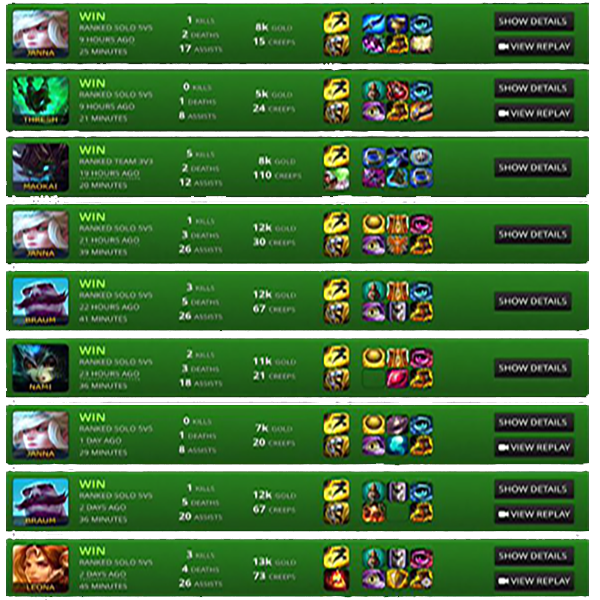 JANNA
WIN
RANKED SOLO 5V5
9 HOURS AGO
25 MINUTES
1 KILLS
2 DEATHS
17 ASSISTS
8k GOLD
15 CREEPS
SHOW DETAILS
VIEW REPLAY
THRESH
WIN
RANKED SOLO 5V5
9 HOURS AGO
21 MINUTES
0 KILLS
1 DEATHS
8 ASSISTS
5k GOLD
24 CREEPS
SHOW DETAILS
VIEW REPLAY
MAOKAI
WIN
RANKED TEAM 3V3
19 HOURS AGO
20 MINUTES
5 KILLS
2 DEATHS
12 ASSISTS
8k GOLD
110 CREEPS
SHOW DETAILS
JANNA
WIN
RANKED SOLO 5V5
21 HOURS AGO
39 MINUTES
1 KILLS
3 DEATHS
26 ASSISTS
12k GOLD
30 CREEPS
SHOW DETAILS
BRAUM
WIN
RANKED SOLO 5V5
22 HOURS AGO
41 MINUTES
3 KILLS
5 DEATHS
26 ASSISTS
12k GOLD
67 CREEPS
SHOW DETAILS
NAMI
WIN
RANKED SOLO 5V5
23 HOURS AGO
36 MINUTES
2 KILLS
3 DEATHS
18 ASSISTS
11k GOLD
21 CREEPS
SHOW DETAILS
JANNA
WIN
RANKED SOLO 5V5
1 DAY AGO
29 MINUTES
0 KILLS
1 DEATHS
8 ASSISTS
7k GOLD
20 CREEPS
SHOW DETAILS
VIEW REPLAY
BRAUM
WIN
RANKED SOLO 5V5
2 DAYS AGO
36 MINUTES
1 KILLS
5 DEATHS
20 ASSISTS
12k GOLD
67 CREEPS
SHOW DETAILS
VIEW REPLAY
LEONA
WIN
RANKED SOLO 5V5
2 DAYS AGO
45 MINUTES
3 KILLS
4 DEATHS
26 ASSISTS
13k GOLD
73 CREEPS
SHOW DETAILS
VIEW REPLAY